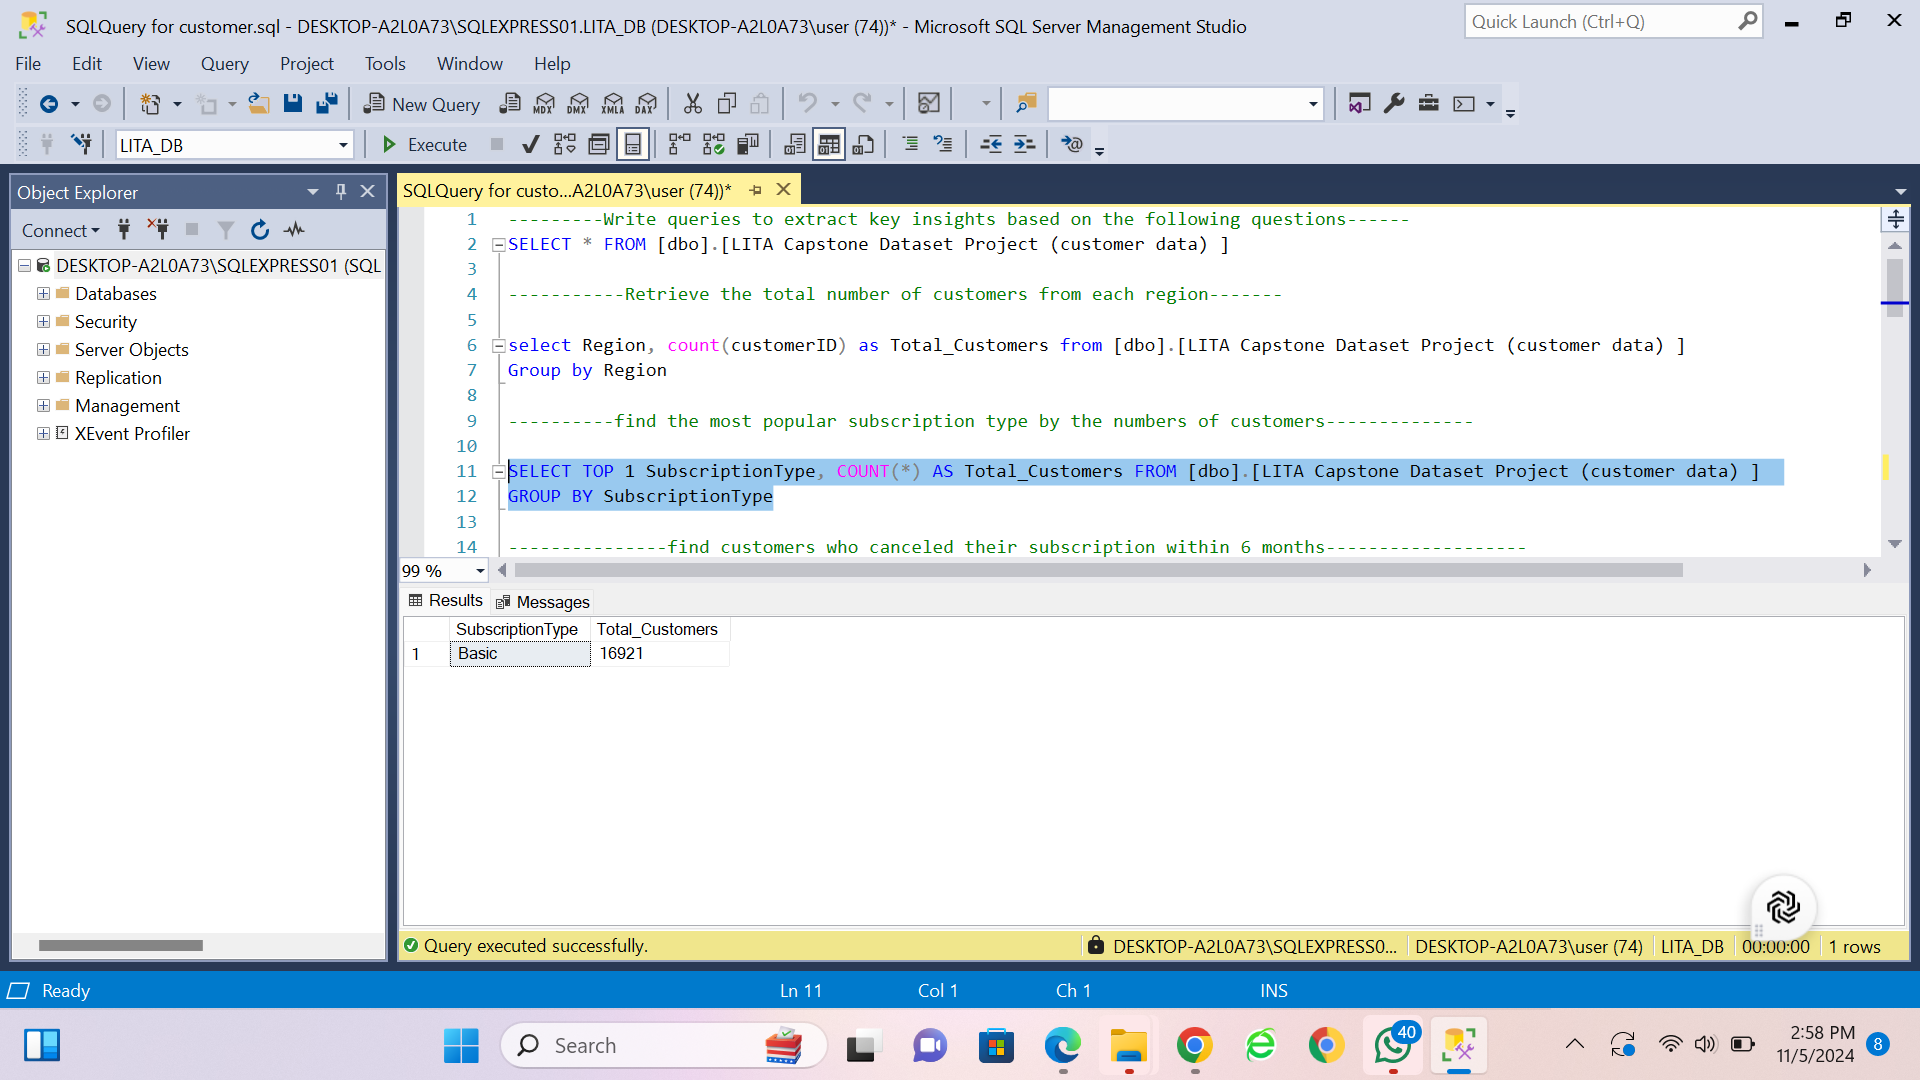 SQLQuery for customer.sql - DESKTOP-A2L0A73\SQLEXPRESS01.LITA_DB (DESKTOP-A2L0A73\user (74))* - Microsoft SQL Server Management Studio
Quick Launch (Ctrl+Q)
File Edit View Query Project Tools Window Help
New Query MDX DMX XMLA DAX
LITA_DB Execute
Object Explorer
SQLQuery for custo...A2L0A73\user (74))*
Connect
DESKTOP-A2L0A73\SQLEXPRESS01 (SQL
Databases
Security
Server Objects
Replication
Management
XEvent Profiler
1 ---------Write queries to extract key insights based on the following questions------
2 SELECT * FROM [dbo].[LITA Capstone Dataset Project (customer data) ]
3
4 -----------Retrieve the total number of customers from each region-------
5
6 select Region, count(customerID) as Total_Customers from [dbo].[LITA Capstone Dataset Project (customer data) ]
7 Group by Region
8
9 ----------find the most popular subscription type by the numbers of customers--------------
10
11 SELECT TOP 1 SubscriptionType, COUNT(*) AS Total_Customers FROM [dbo].[LITA Capstone Dataset Project (customer data) ]
12 GROUP BY SubscriptionType
13
14 ---------------find customers who canceled their subscription within 6 months-------------------
99 %
Results Messages
SubscriptionType Total_Customers
1 Basic 16921
Query executed successfully.
DESKTOP-A2L0A73\SQLEXPRESS0... DESKTOP-A2L0A73\user (74) LITA_DB 00:00:00 1 rows
Ready Ln 11 Col 1 Ch 1 INS
Search
40
2:58 PM
11/5/2024
8